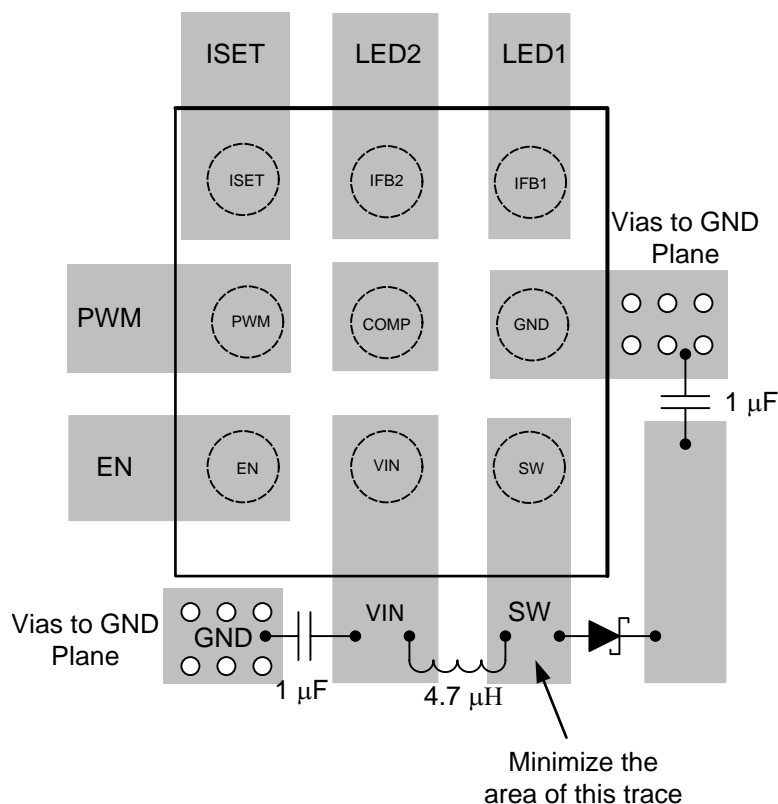 ISET
LED2
LED1
ISET
IFB2
IFB1
Vias to GND
Plane
PWM
PWM
COMP
GND
1 μF
EN
EN
VIN
SW
Vias to GND
Plane
GND
VIN
SW
1 μF
4.7 μH
Minimize the
area of this trace